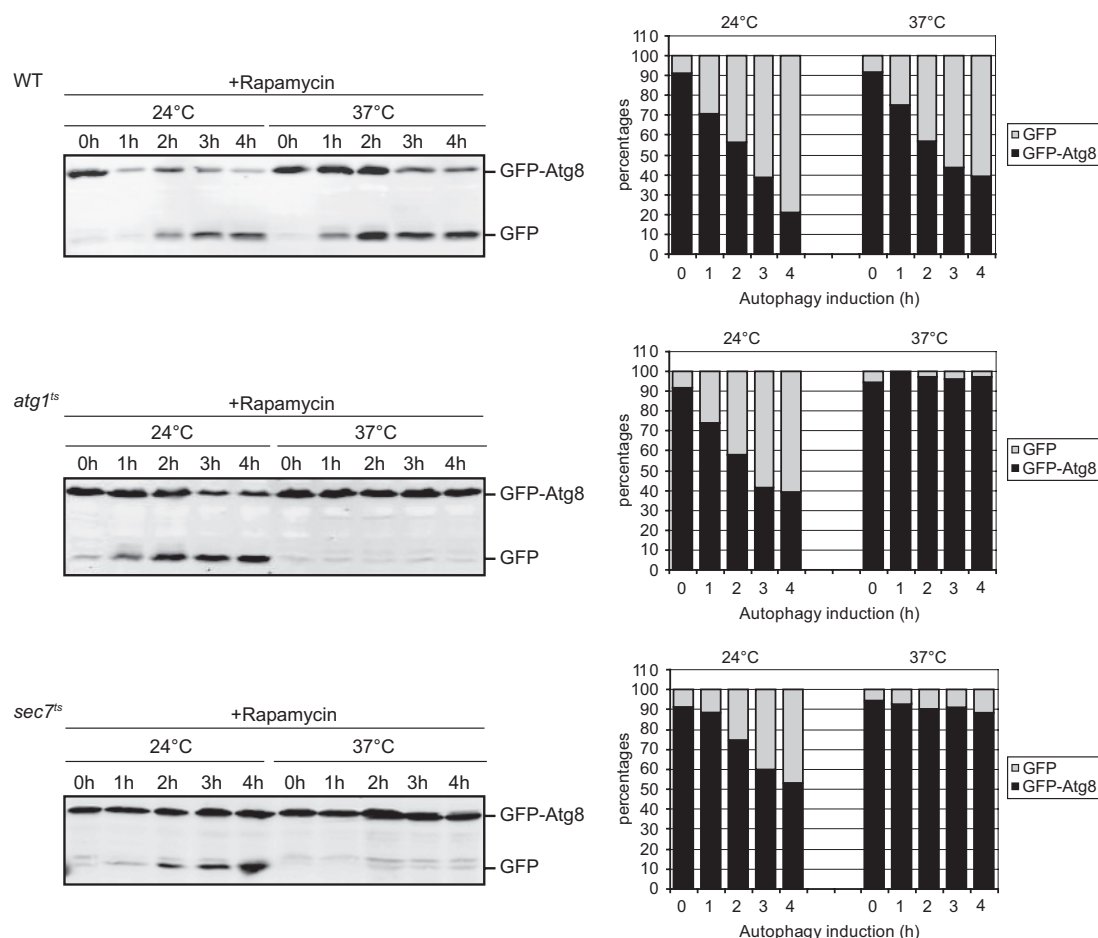 WT
+Rapamycin
24°C 37°C
0h 1h 2h 3h 4h 0h 1h 2h 3h 4h
GFP-Atg8
GFP
24°C 37°C
110
100
90
80
70
60
50
40
30
20
10
0
percentages
0 1 2 3 4 0 1 2 3 4
Autophagy induction (h)
GFP
GFP-Atg8
atg1ts
+Rapamycin
24°C 37°C
0h 1h 2h 3h 4h 0h 1h 2h 3h 4h
GFP-Atg8
GFP
24°C 37°C
110
100
90
80
70
60
50
40
30
20
10
0
percentages
0 1 2 3 4 0 1 2 3 4
Autophagy induction (h)
GFP
GFP-Atg8
sec7ts
+Rapamycin
24°C 37°C
0h 1h 2h 3h 4h 0h 1h 2h 3h 4h
GFP-Atg8
GFP
24°C 37°C
110
100
90
80
70
60
50
40
30
20
10
0
percentages
0 1 2 3 4 0 1 2 3 4
Autophagy induction (h)
GFP
GFP-Atg8